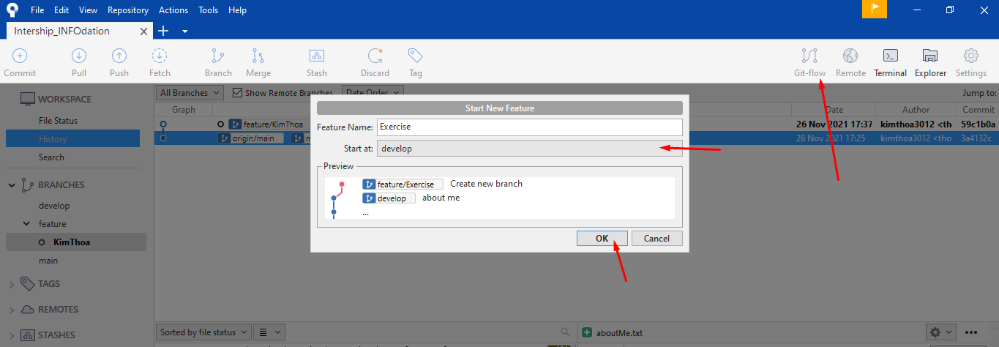 File Edit View Repository Actions Tools Help
Intership_INFOdation
Commit Pull Push Fetch Branch Merge Stash Discard Tag Git-flow Remote Terminal Explorer Settings
WORKSPACE
File Status
History
Search
BRANCHES
develop
feature
KimThoa
main
TAGS
REMOTES
STASHES
All Branches Show Remote Branches Date Order Jump to:
Graph Date Author Commit
feature/KimThoa 26 Nov 2021 17:37 kimthoa3012 <tho 59c1b0a
origin/main 26 Nov 2021 17:25 kimthoa3012 <tho 3a4132c
Start New Feature
Feature Name: Exercise
Start at: develop
Preview
feature/Exercise Create new branch
develop about me
...
OK Cancel
Sorted by file status aboutMe.txt